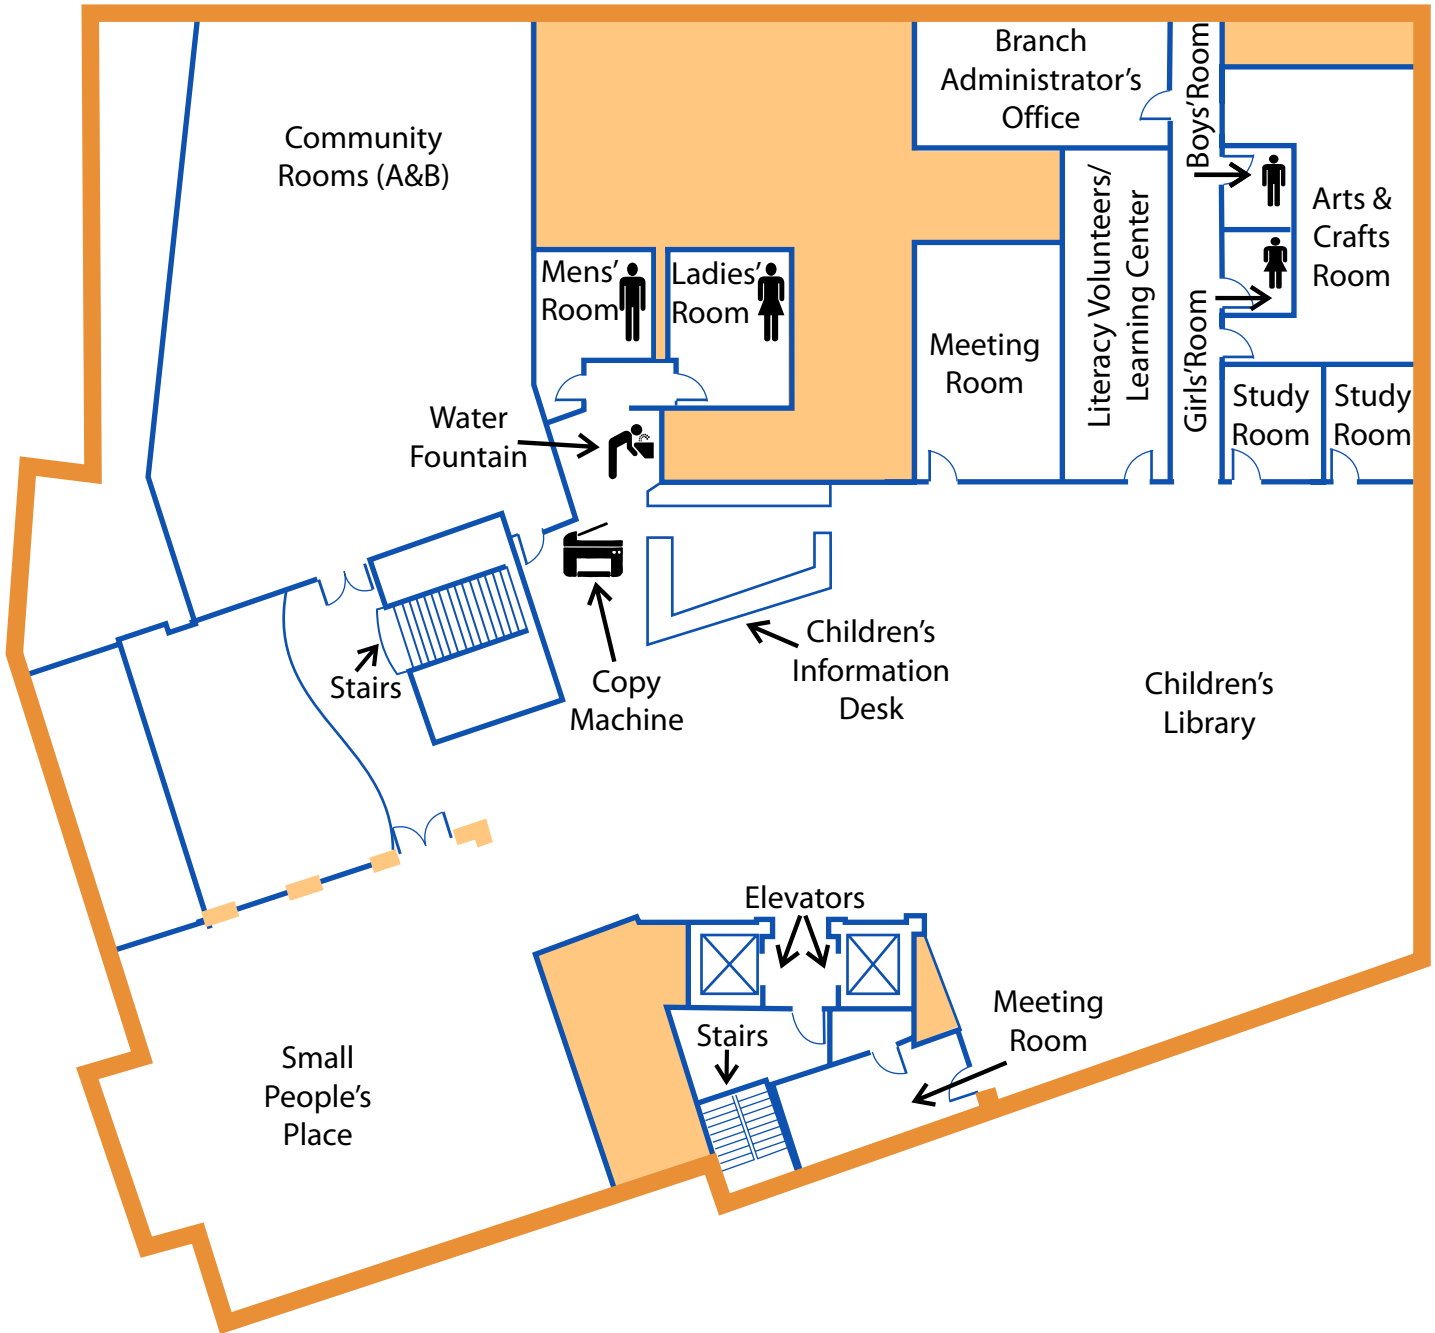 Branch
Administrator's
Office
Boys'Room
Community
Rooms (A&B)
Literacy Volunteers/
Learning Center
Arts &
Crafts
Room
Mens'
Room
Ladies'
Room
Meeting
Room
Girls'Room
Study
Room
Study
Room
Water
Fountain
Stairs
Copy
Machine
Children's
Information
Desk
Children's
Library
Elevators
Meeting
Room
Stairs
Small
People's
Place